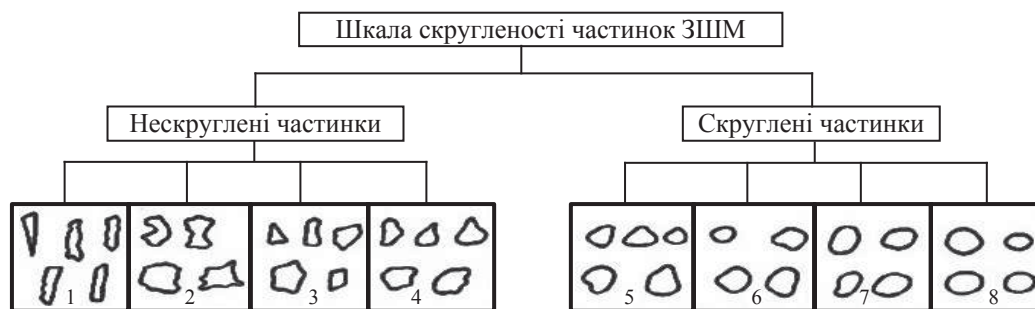 Шкала скругленості частинок ЗШМ
Нескруглені частинки
Скруглені частинки
1 2 3 4 5 6 7 8